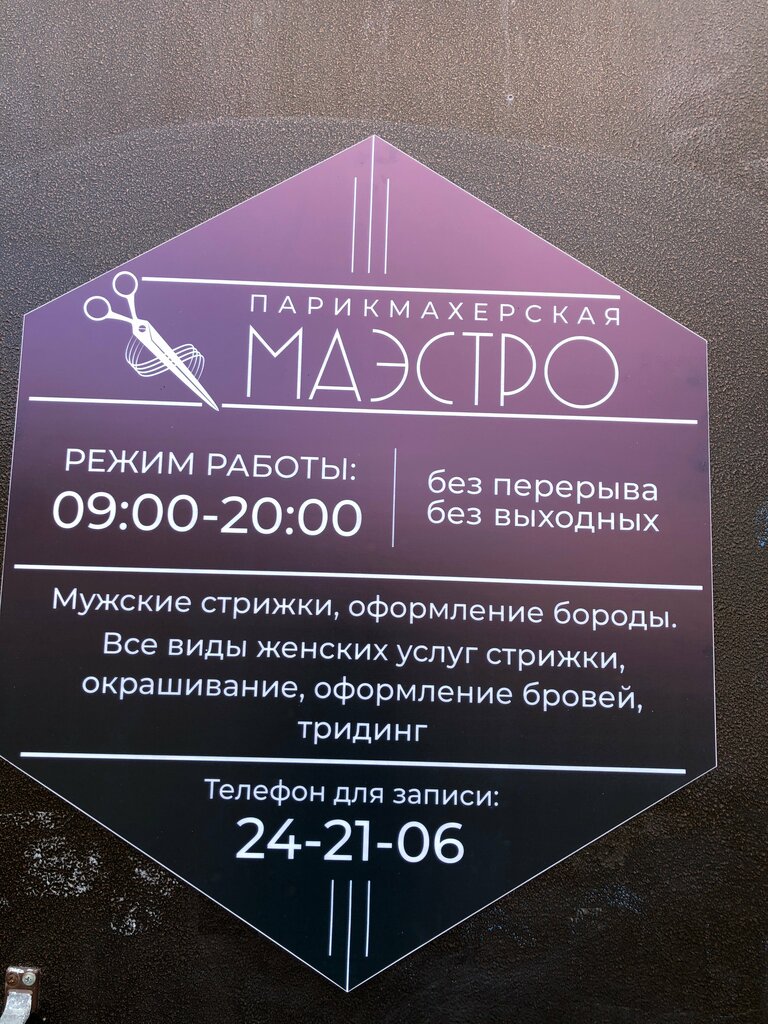 ПАРИКМАХЕРСКАЯ
МАЭСТРО
РЕЖИМ РАБОТЫ:
09:00-20:00
без перерыва
без выходных
Мужские стрижки, оформление бороды.
Все виды женских услуг стрижки,
окрашивание, оформление бровей,
тридинг
Телефон для записи:
24-21-06